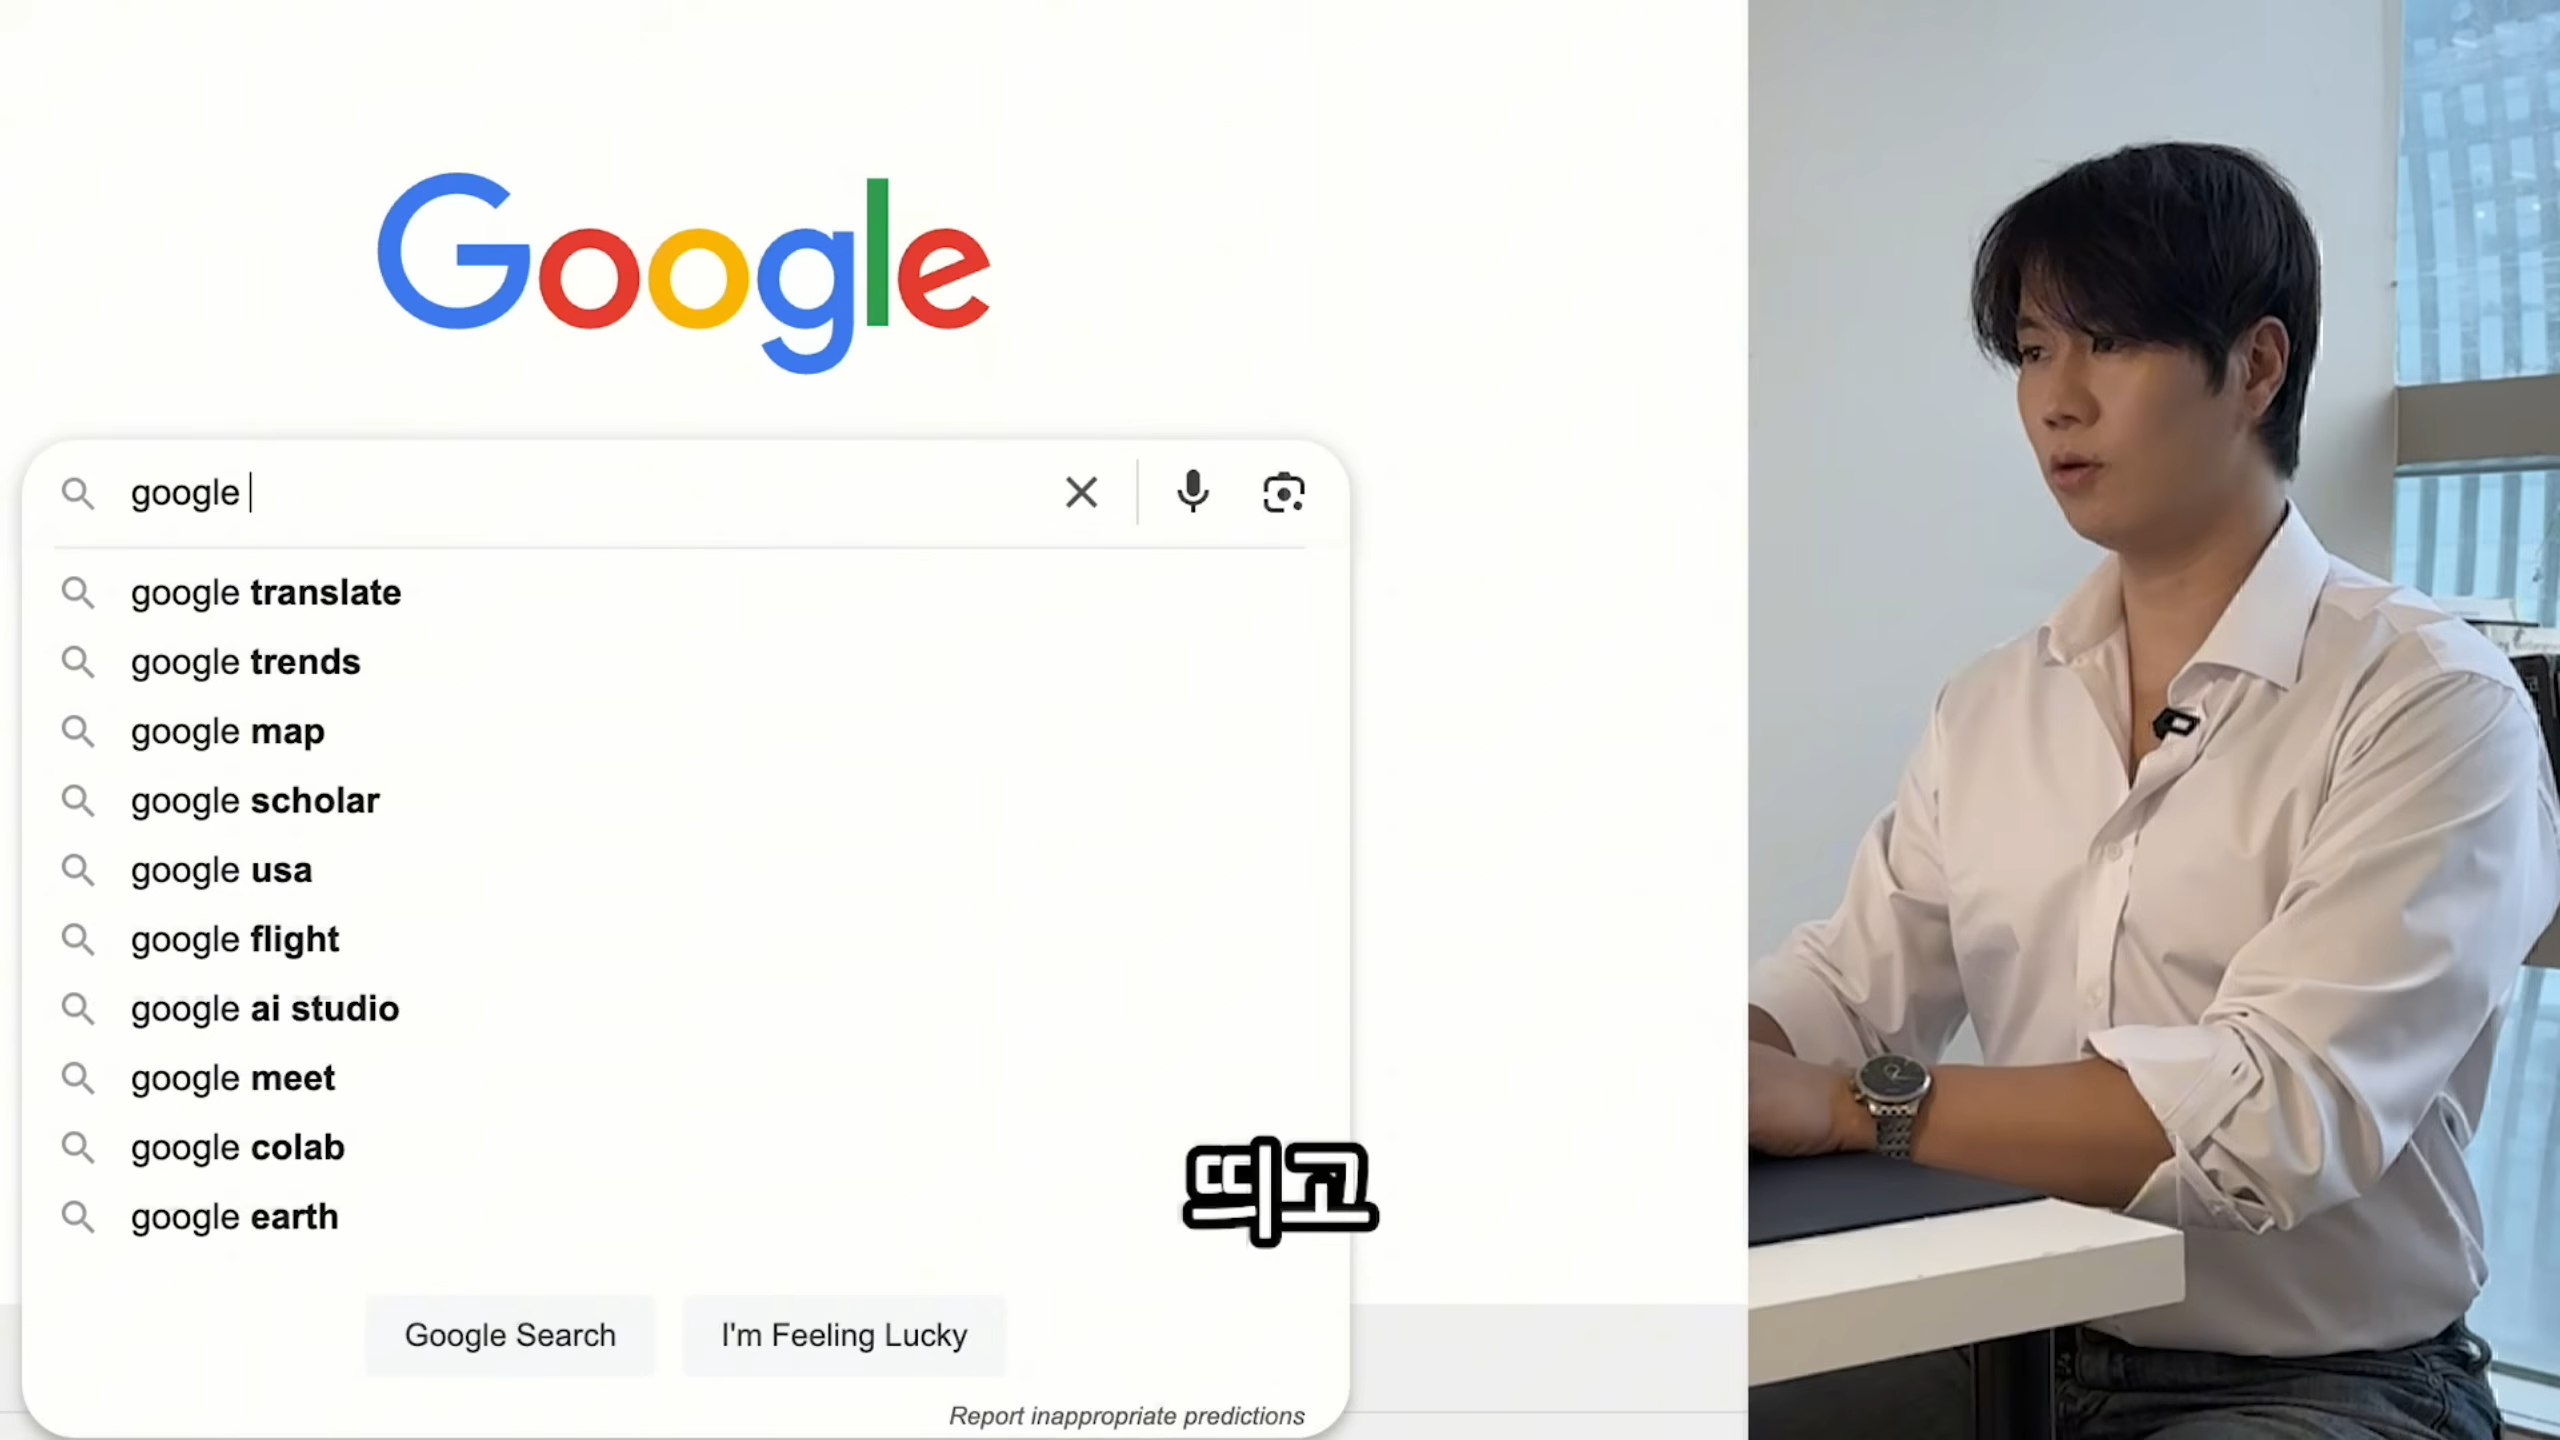 Google
google
google translate
google trends
google map
google scholar
google usa
google flight
google ai studio
google meet
google colab
google earth
띄고
Google Search
I'm Feeling Lucky
Report inappropriate predictions